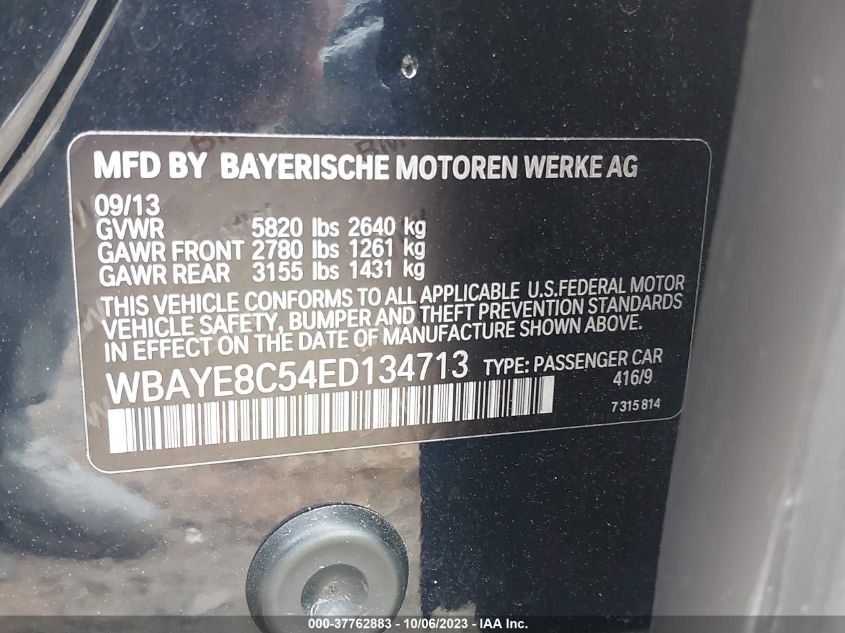 MFD BY BAYERISCHE MOTOREN WERKE AG
09/13
GVWR 5820 lbs 2640 kg
GAWR FRONT 2780 lbs 1261 kg
GAWR REAR 3155 lbs 1431 kg
THIS VEHICLE CONFORMS TO ALL APPLICABLE U.S.FEDERAL MOTOR
VEHICLE SAFETY, BUMPER AND THEFT PREVENTION STANDARDS
IN EFFECT ON THE DATE OF MANUFACTURE SHOWN ABOVE.
WBAYE8C54ED134713 TYPE: PASSENGER CAR
416/9
7 315 814
000-37762883 - 10/06/2023 - IAA Inc.